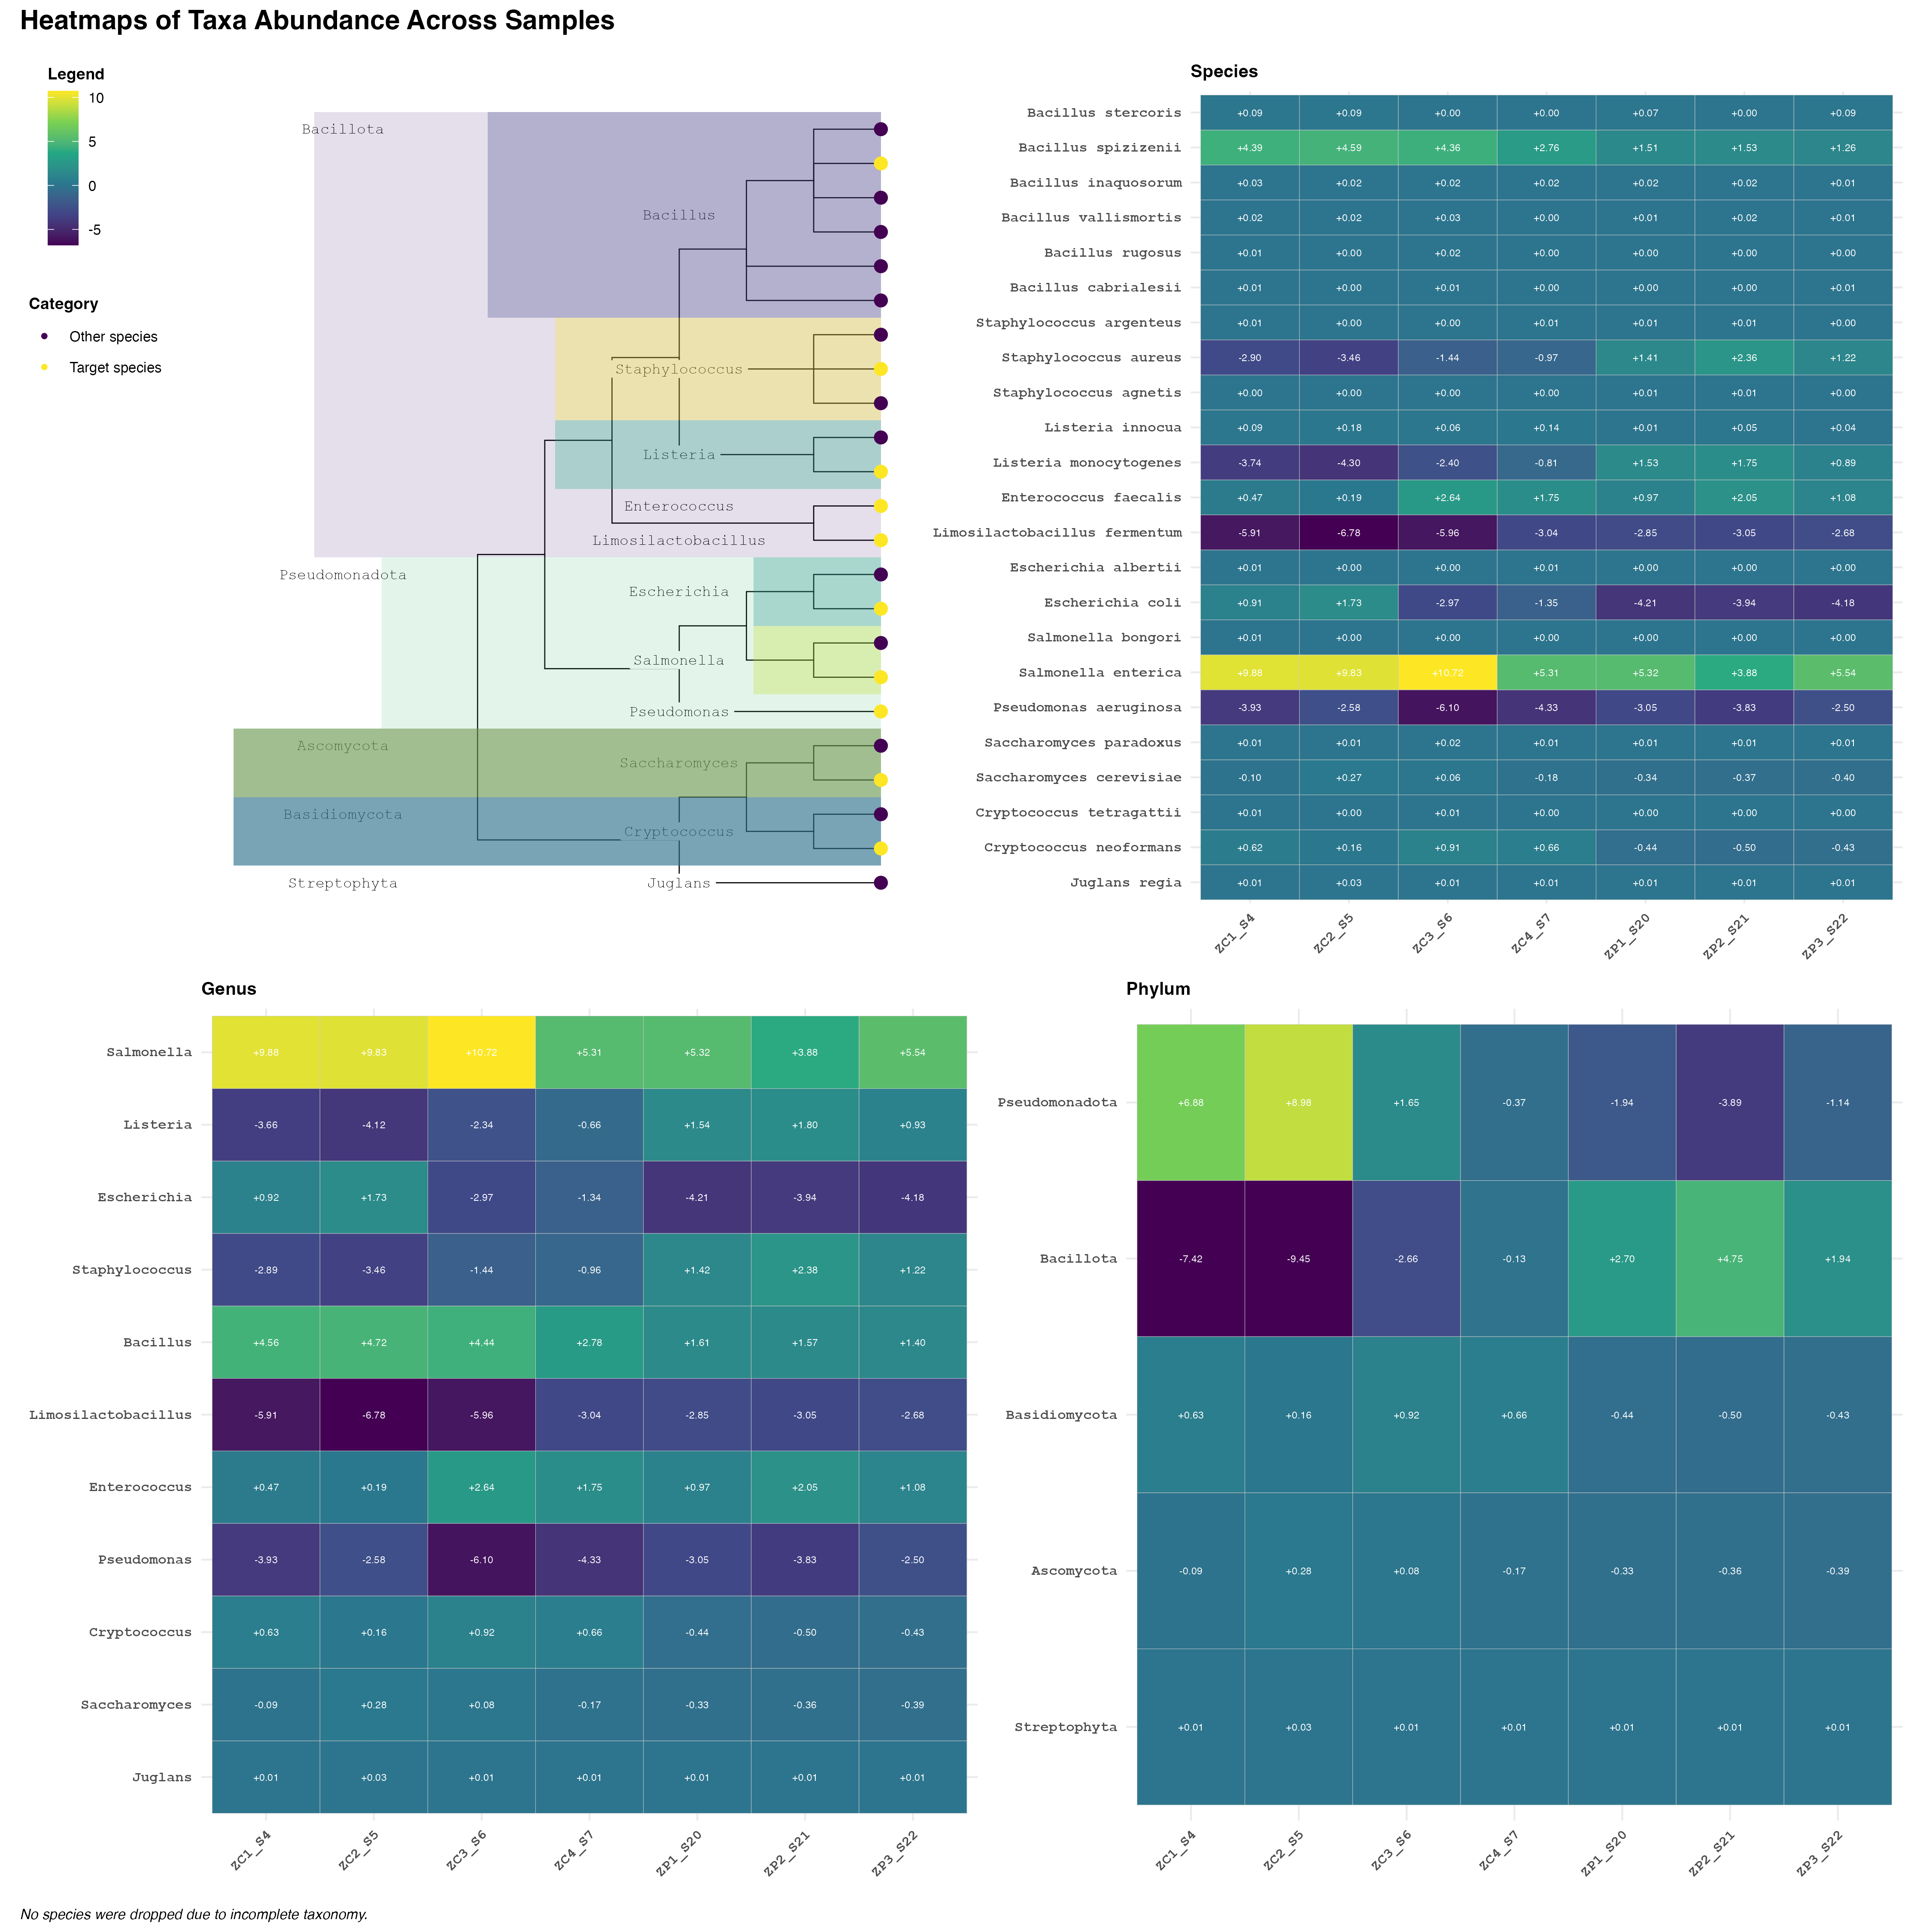 Heatmaps of Taxa Abundance Across Samples
Legend
10
5
0
-5
Category
Other species
Target species
Bacillota
Bacillus
Staphylococcus
Listeria
Enterococcus
Limosilactobacillus
Pseudomonadota
Escherichia
Salmonella
Pseudomonas
Ascomycota
Saccharomyces
Basidiomycota
Cryptococcus
Streptophyta
Juglans
Species
Bacillus stercoris +0.09 +0.09 +0.00 +0.00 +0.07 +0.00 +0.09
Bacillus spizizenii +4.39 +4.59 +4.36 +2.76 +1.51 +1.53 +1.26
Bacillus inaquosorum +0.03 +0.02 +0.02 +0.02 +0.02 +0.02 +0.01
Bacillus vallismortis +0.02 +0.02 +0.03 +0.00 +0.01 +0.02 +0.01
Bacillus rugosus +0.01 +0.00 +0.02 +0.00 +0.00 +0.00 +0.00
Bacillus cabrialesii +0.01 +0.00 +0.01 +0.00 +0.00 +0.00 +0.01
Staphylococcus argenteus +0.01 +0.00 +0.00 +0.01 +0.01 +0.01 +0.00
Staphylococcus aureus -2.90 -3.46 -1.44 -0.97 +1.41 +2.36 +1.22
Staphylococcus agnetis +0.00 +0.00 +0.00 +0.00 +0.01 +0.01 +0.00
Listeria innocua +0.09 +0.18 +0.06 +0.14 +0.01 +0.05 +0.04
Listeria monocytogenes -3.74 -4.30 -2.40 -0.81 +1.53 +1.75 +0.89
Enterococcus faecalis +0.47 +0.19 +2.64 +1.75 +0.97 +2.05 +1.08
Limosilactobacillus fermentum -5.91 -6.78 -5.96 -3.04 -2.85 -3.05 -2.68
Escherichia albertii +0.01 +0.00 +0.00 +0.01 +0.00 +0.00 +0.00
Escherichia coli +0.91 +1.73 -2.97 -1.35 -4.21 -3.94 -4.18
Salmonella bongori +0.01 +0.00 +0.00 +0.00 +0.00 +0.00 +0.00
Salmonella enterica +9.88 +9.83 +10.72 +5.31 +5.32 +3.88 +5.54
Pseudomonas aeruginosa -3.93 -2.58 -6.10 -4.33 -3.05 -3.83 -2.50
Saccharomyces paradoxus +0.01 +0.01 +0.02 +0.01 +0.01 +0.01 +0.01
Saccharomyces cerevisiae -0.10 +0.27 +0.06 -0.18 -0.34 -0.37 -0.40
Cryptococcus tetragattii +0.01 +0.00 +0.01 +0.00 +0.00 +0.00 +0.00
Cryptococcus neoformans +0.62 +0.16 +0.91 +0.66 -0.44 -0.50 -0.43
Juglans regia +0.01 +0.03 +0.01 +0.01 +0.01 +0.01 +0.01
ZC1_S4 ZC2_S5 ZC3_S6 ZC4_S7 ZP1_S20 ZP2_S21 ZP3_S22
Genus
Salmonella +9.88 +9.83 +10.72 +5.31 +5.32 +3.88 +5.54
Listeria -3.66 -4.12 -2.34 -0.66 +1.54 +1.80 +0.93
Escherichia +0.92 +1.73 -2.97 -1.34 -4.21 -3.94 -4.18
Staphylococcus -2.89 -3.46 -1.44 -0.96 +1.42 +2.38 +1.22
Bacillus +4.56 +4.72 +4.44 +2.78 +1.61 +1.57 +1.40
Limosilactobacillus -5.91 -6.78 -5.96 -3.04 -2.85 -3.05 -2.68
Enterococcus +0.47 +0.19 +2.64 +1.75 +0.97 +2.05 +1.08
Pseudomonas -3.93 -2.58 -6.10 -4.33 -3.05 -3.83 -2.50
Cryptococcus +0.63 +0.16 +0.92 +0.66 -0.44 -0.50 -0.43
Saccharomyces -0.09 +0.28 +0.08 -0.17 -0.33 -0.36 -0.39
Juglans +0.01 +0.03 +0.01 +0.01 +0.01 +0.01 +0.01
ZC1_S4 ZC2_S5 ZC3_S6 ZC4_S7 ZP1_S20 ZP2_S21 ZP3_S22
Phylum
Pseudomonadota +6.88 +8.98 +1.65 -0.37 -1.94 -3.89 -1.14
Bacillota -7.42 -9.45 -2.66 -0.13 +2.70 +4.75 +1.94
Basidiomycota +0.63 +0.16 +0.92 +0.66 -0.44 -0.50 -0.43
Ascomycota -0.09 +0.28 +0.08 -0.17 -0.33 -0.36 -0.39
Streptophyta +0.01 +0.03 +0.01 +0.01 +0.01 +0.01 +0.01
ZC1_S4 ZC2_S5 ZC3_S6 ZC4_S7 ZP1_S20 ZP2_S21 ZP3_S22
No species were dropped due to incomplete taxonomy.